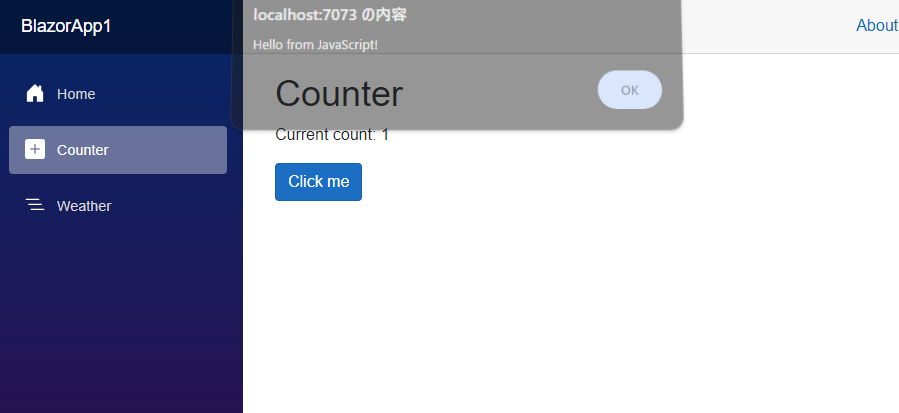 BlazorApp1
Home
Counter
Weather
localhost:7073 の内容
Hello from JavaScript!
OK
About
Counter
Current count: 1
Click me